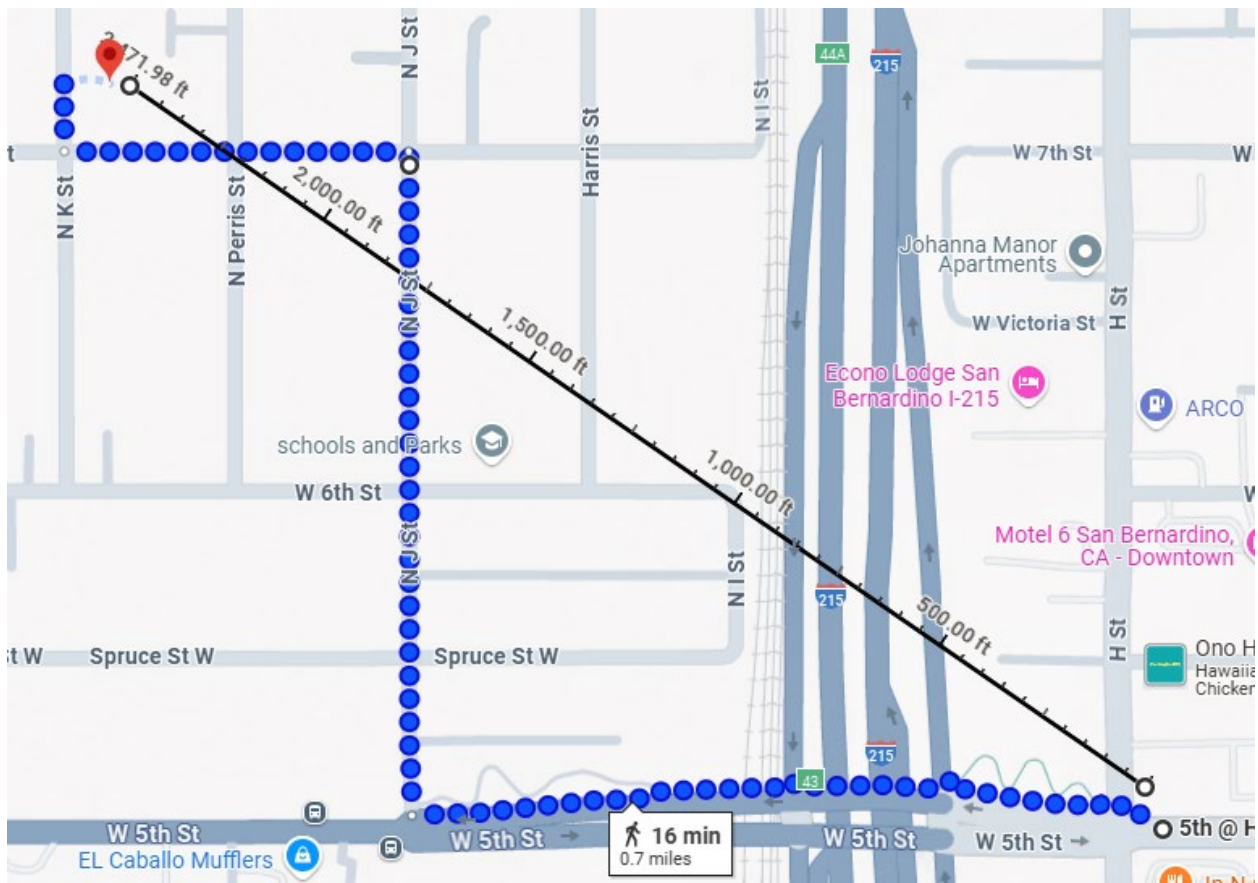 44A
215
2,471.98 ft
N J St
N I St
t
W 7th St
W
N K St
N Perris St
Harris St
2,000.00 ft
Johanna Manor
Apartments
N J St
1,500.00 ft
W Victoria St
H St
Econo Lodge San
Bernardino I-215
ARCO
schools and Parks
1,000.00 ft
W 6th St
W
Motel 6 San Bernardino,
CA - Downtown
N J St
N I St
215
500.00 ft
H St
t W
Spruce St W
Spruce St W
Ono H
Hawaiia
Chicken
215
43
W 5th St
W 5th St
W 5th St
W 5th St
5th @ H
16 min
0.7 miles
EL Caballo Mufflers